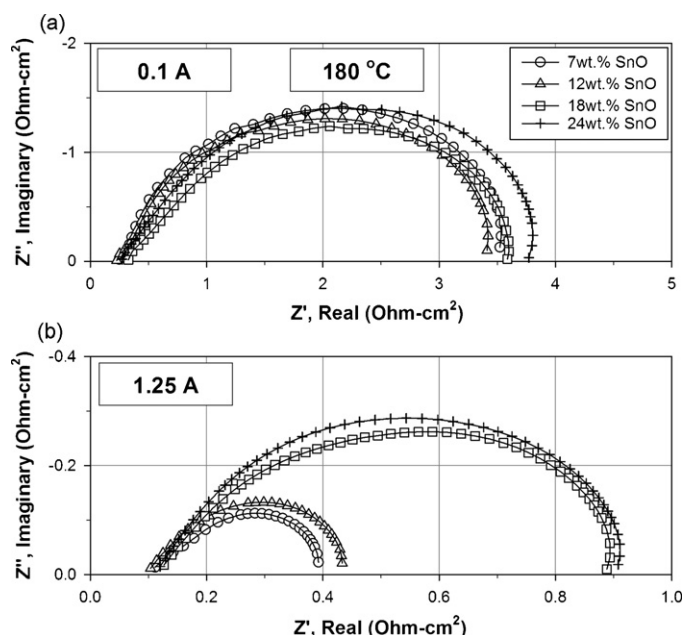 (a)
-2
0.1 A
180 °C
7wt.% SnO
12wt.% SnO
18wt.% SnO
24wt.% SnO
-1
0
Z'', Imaginary (Ohm-cm²)
0 1 2 3 4 5
Z', Real (Ohm-cm²)
(b)
-0.4
1.25 A
-0.2
0.0
Z'', Imaginary (Ohm-cm²)
0.0 0.2 0.4 0.6 0.8 1.0
Z', Real (Ohm-cm²)